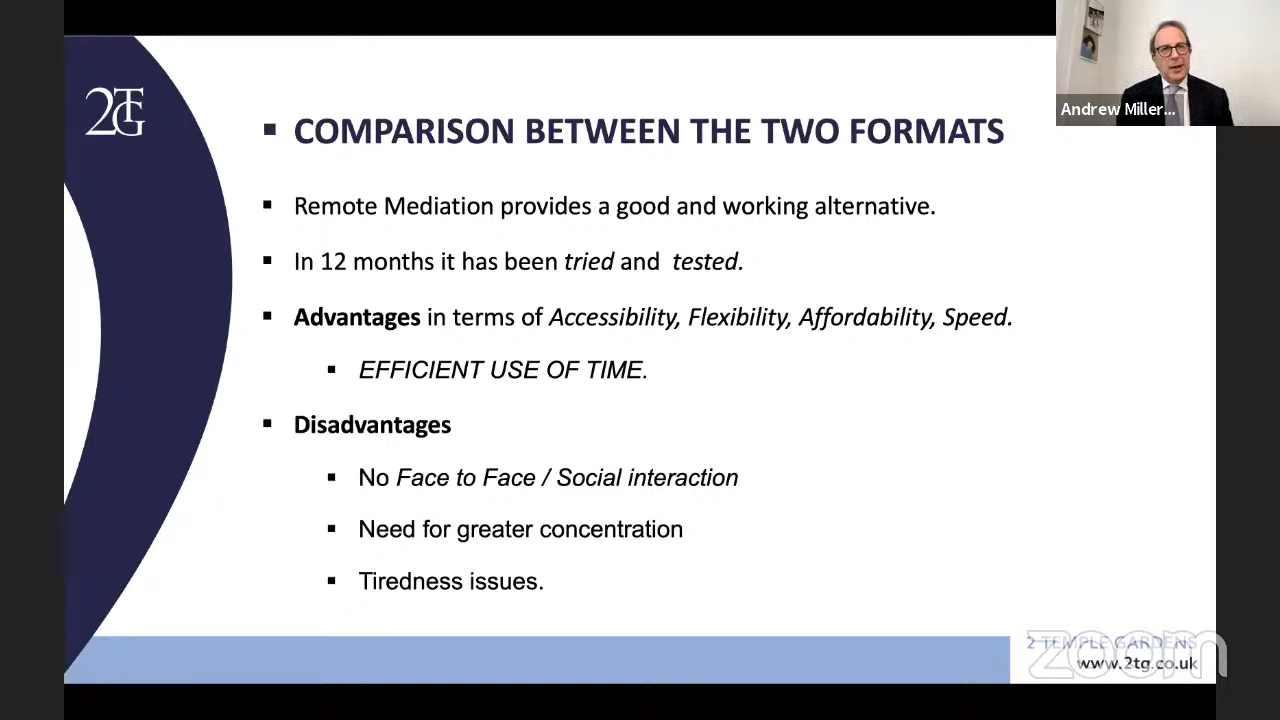 2TG
Andrew Miller...
▪ COMPARISON BETWEEN THE TWO FORMATS
▪ Remote Mediation provides a good and working alternative.
▪ In 12 months it has been tried and tested.
▪ Advantages in terms of Accessibility, Flexibility, Affordability, Speed.
▪ EFFICIENT USE OF TIME.
▪ Disadvantages
▪ No Face to Face / Social interaction
▪ Need for greater concentration
▪ Tiredness issues.
2 TEMPLE GARDENS
zoom
www.2tg.co.uk